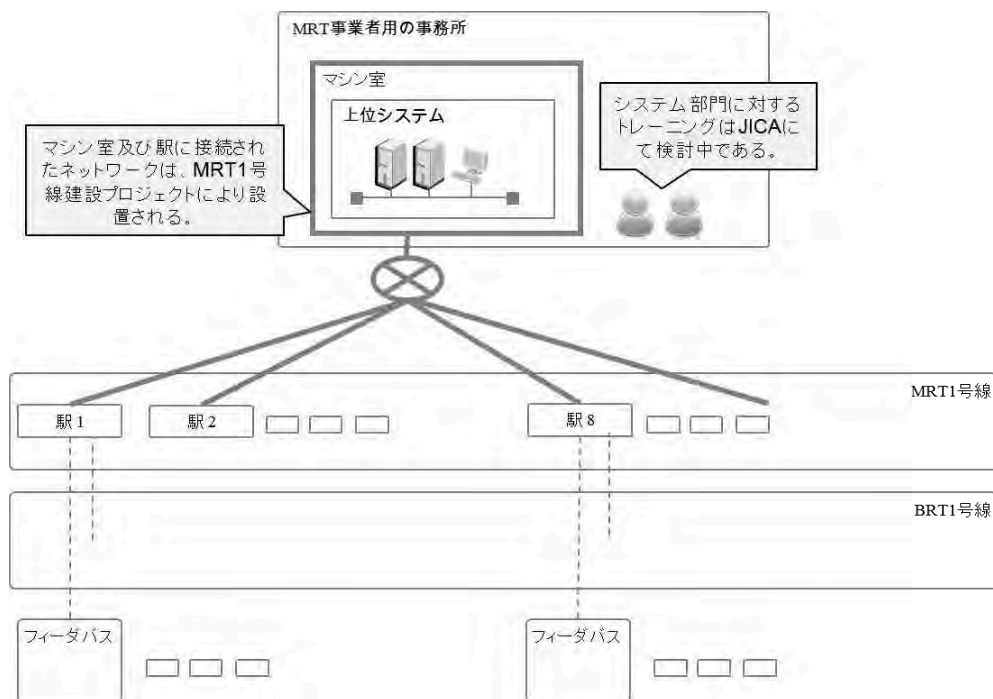 MRT事業者用の事務所
マシン室
上位システム
システム部門に対する
トレーニングはJICAに
て検討中である。
マシン室及び駅に接続され
たネットワークは、MRT1号
線建設プロジェクトにより設
置される。
MRT1号線
駅 1
駅 2
駅 8
BRT1号線
フィーダバス
フィーダバス